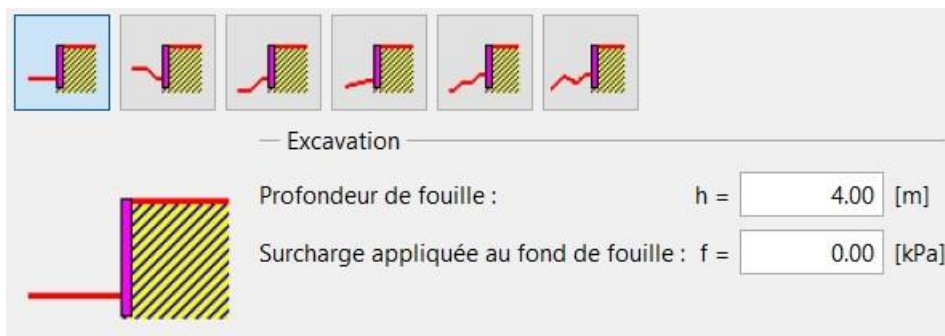 Excavation
Profondeur de fouille : h = 4.00 [m]
Surcharge appliquée au fond de fouille : f = 0.00 [kPa]